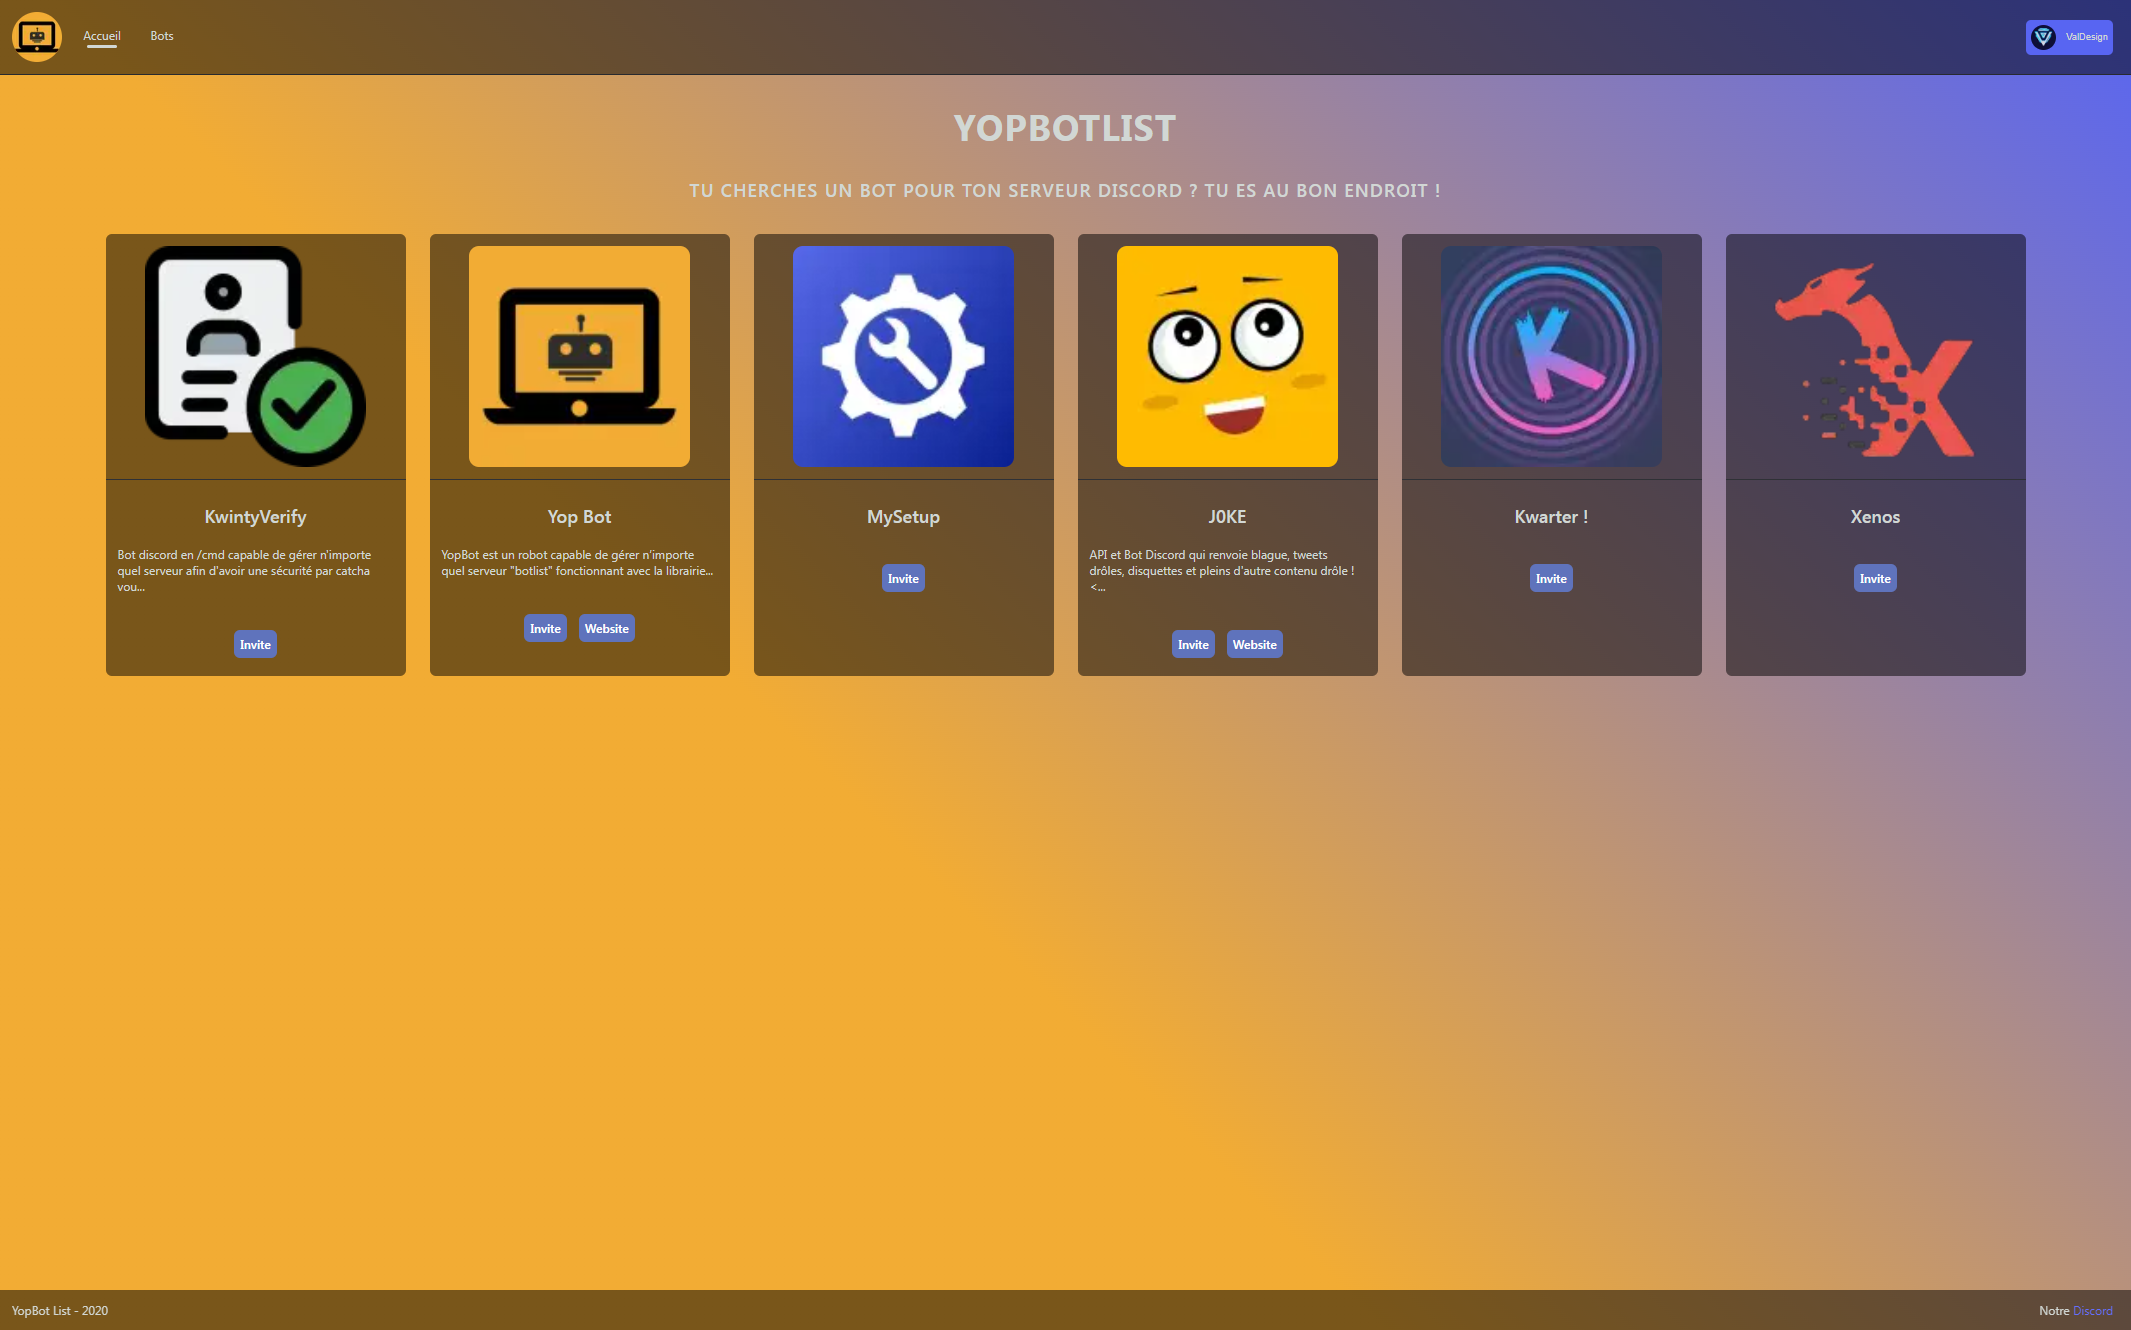 Accueil Bots ValDesign
YOPBOTLIST
TU CHERCHES UN BOT POUR TON SERVEUR DISCORD ? TU ES AU BON ENDROIT !
KwintyVerify
Bot discord en /cmd capable de gérer n'importe
quel serveur afin d'avoir une sécurité par catcha
vou...
Invite
Yop Bot
YopBot est un robot capable de gérer n'importe
quel serveur "botlist" fonctionnant avec la librairie...
Invite Website
MySetup
Invite
J0KE
API et Bot Discord qui renvoie blague, tweets
drôles, disquettes et pleins d'autre contenu drôle !
<...
Invite Website
K
Kwarter !
Invite
X
Xenos
Invite
YopBot List - 2020
Notre Discord